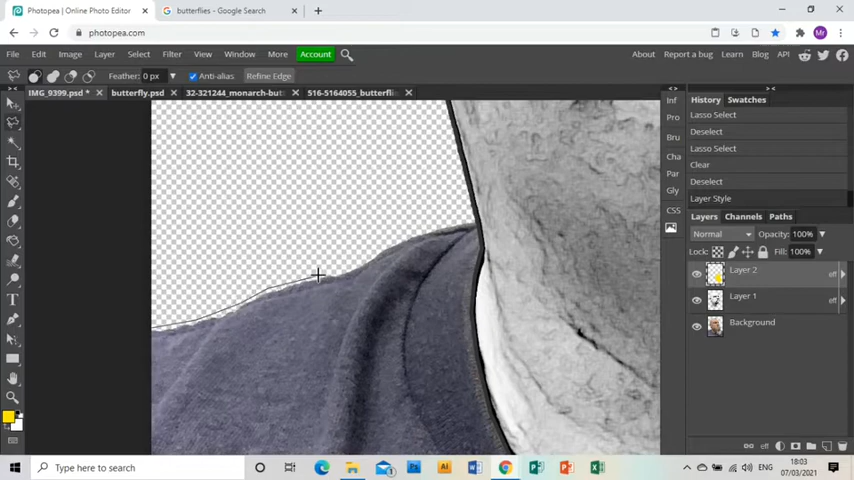 Photopea | Online Photo Editor
butterflies - Google Search
photopea.com
Mr
File Edit Image Layer Select Filter View Window More Account
About Report a bug Learn Blog API
Feather: 0 px Anti-alias Refine Edge
IMG_9399.psd * butterfly.psd 32-321244_monarch-but 516-5164055_butterfli
Inf
Pro
Bru
Cha
Par
Gly
CSS
History Swatches
Lasso Select
Deselect
Lasso Select
Clear
Deselect
Layer Style
Layers Channels Paths
Normal Opacity: 100%
Lock: Fill: 100%
Layer 2 eff
Layer 1 eff
Background
eff
Type here to search
ENG
18:03
07/03/2021